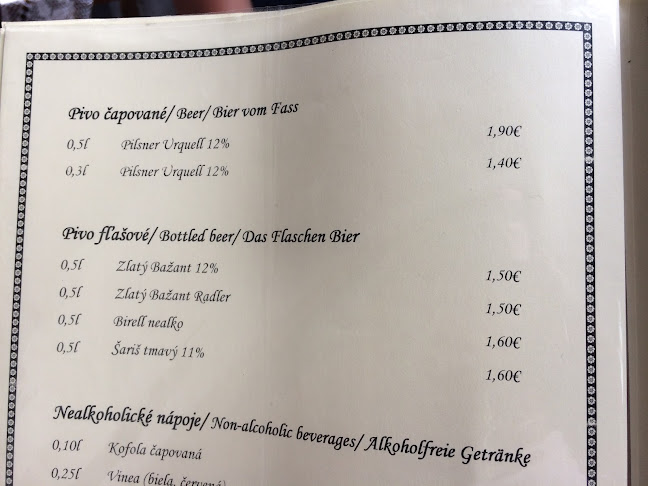 Pivo čapované/ Beer/ Bier vom Fass
0,5l Pilsner Urquell 12% 1,90€
0,3l Pilsner Urquell 12% 1,40€
Pivo fľašové/ Bottled beer/ Das Flaschen Bier
0,5l Zlatý Bažant 12% 1,50€
0,5l Zlatý Bažant Radler 1,50€
0,5l Birell nealko 1,60€
0,5l Šariš tmavý 11% 1,60€
Nealkoholické nápoje/ Non-alcoholic beverages/ Alkoholfreie Getränke
0,10l Kofola čapovaná
0,25l Vinea (biela, červená)